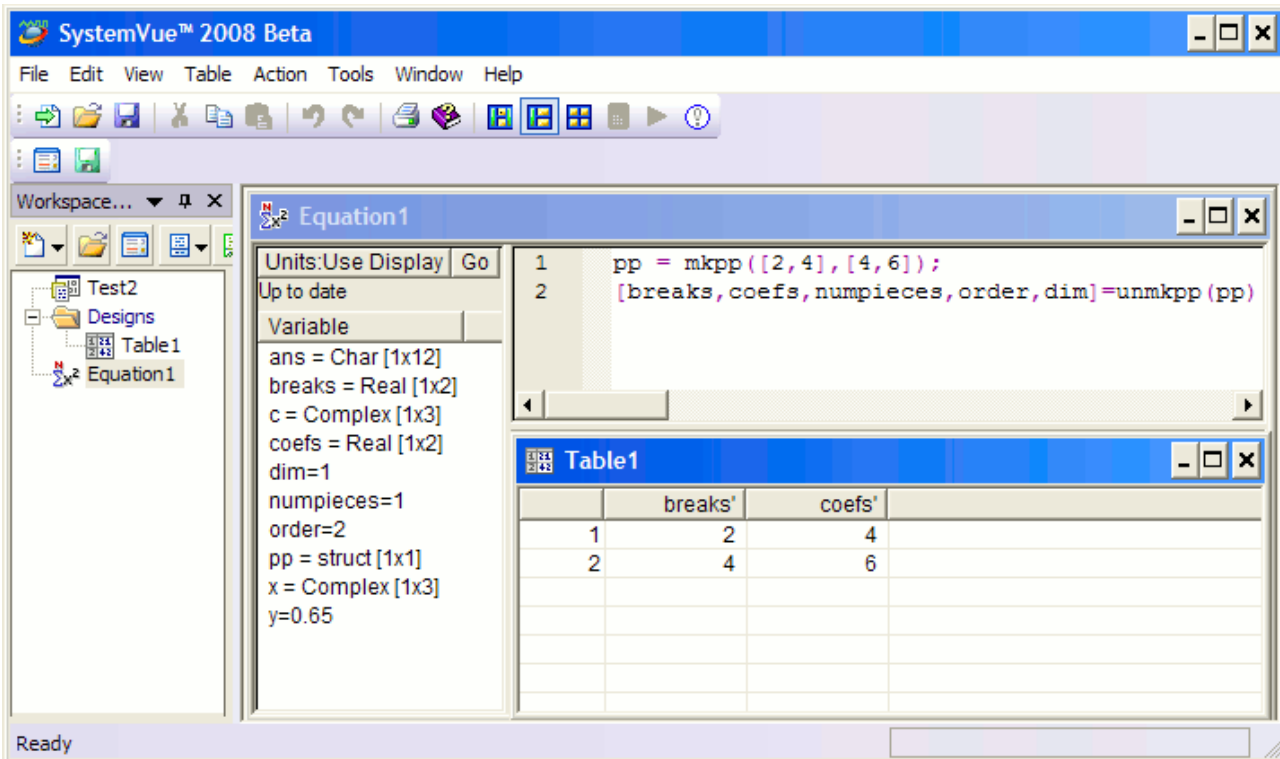 SystemVue™ 2008 Beta
File Edit View Table Action Tools Window Help
Workspace...
Test2
Designs
Table1
Equation1
Equation1
Units:Use Display Go
Up to date
Variable
ans = Char [1x12]
breaks = Real [1x2]
c = Complex [1x3]
coefs = Real [1x2]
dim=1
numpieces=1
order=2
pp = struct [1x1]
x = Complex [1x3]
y=0.65
1 pp = mkpp([2,4],[4,6]);
2 [breaks,coefs,numpieces,order,dim]=unmkpp(pp)
Table1
breaks' coefs'
1 2 4
2 4 6
Ready